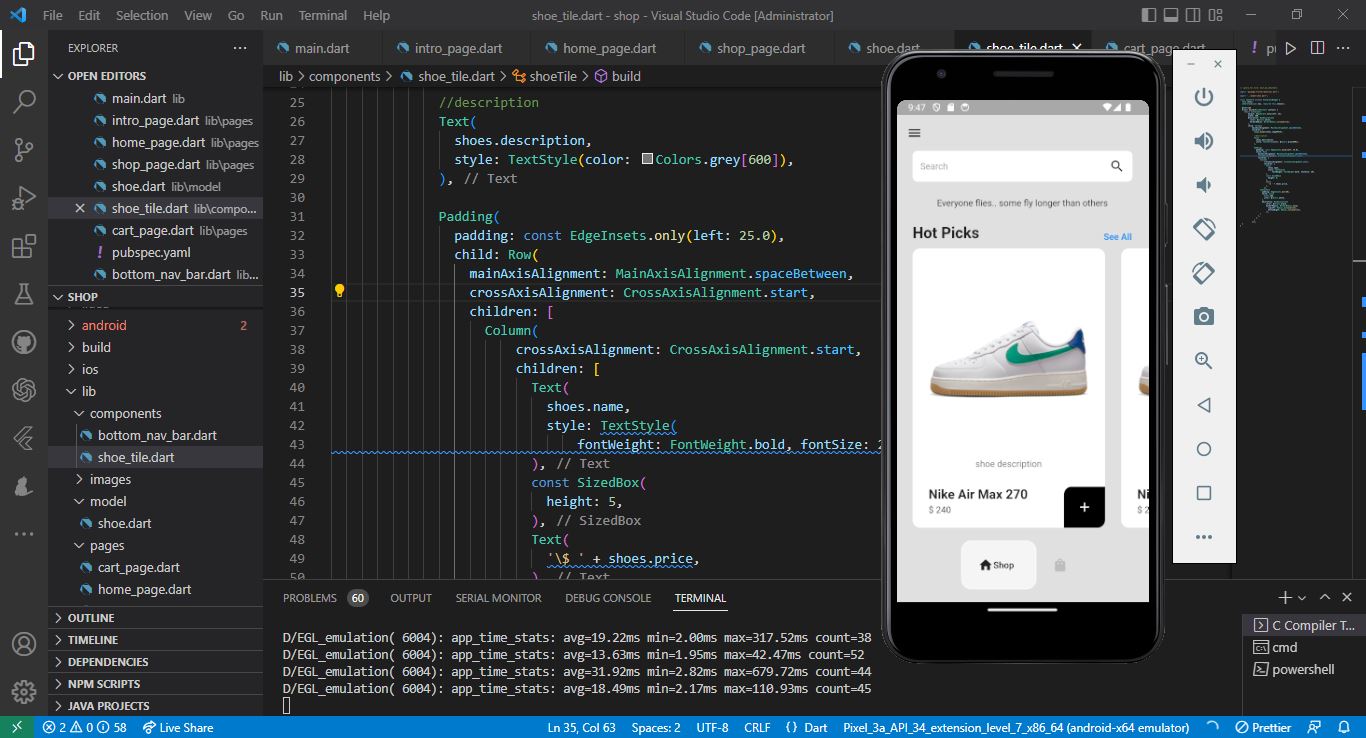 File Edit Selection View Go Run Terminal Help
shoe_tile.dart - shop - Visual Studio Code [Administrator]
EXPLORER
OPEN EDITORS
main.dart lib
intro_page.dart lib\pages
home_page.dart lib\pages
shop_page.dart lib\pages
shoe.dart lib\model
shoe_tile.dart lib\compo...
cart_page.dart lib\pages
pubspec.yaml
bottom_nav_bar.dart lib...
SHOP
android 2
build
ios
lib
components
bottom_nav_bar.dart
shoe_tile.dart
images
model
shoe.dart
pages
cart_page.dart
home_page.dart
OUTLINE
TIMELINE
DEPENDENCIES
NPM SCRIPTS
JAVA PROJECTS
main.dart intro_page.dart home_page.dart shop_page.dart shoe.dart shoe_tile.dart cart_page.dart
lib > components > shoe_tile.dart > shoeTile > build
25 //description
26 Text(
27 shoes.description,
28 style: TextStyle(color: Colors.grey[600]),
29 ), // Text
30
31 Padding(
32 padding: const EdgeInsets.only(left: 25.0),
33 child: Row(
34 mainAxisAlignment: MainAxisAlignment.spaceBetween,
35 crossAxisAlignment: CrossAxisAlignment.start,
36 children: [
37 Column(
38 crossAxisAlignment: CrossAxisAlignment.start,
39 children: [
40 Text(
41 shoes.name,
42 style: TextStyle(
43 fontWeight: FontWeight.bold, fontSize: 2
44 ), // Text
45 const SizedBox(
46 height: 5,
47 ), // SizedBox
48 Text(
49 '\$ ' + shoes.price,
50 ), // Text
9:47
Search
Everyone flies.. some fly longer than others
Hot Picks
See All
shoe description
Nike Air Max 270
$ 240
+
Ni
$ 2
Shop
PROBLEMS 60 OUTPUT SERIAL MONITOR DEBUG CONSOLE TERMINAL
D/EGL_emulation( 6004): app_time_stats: avg=19.22ms min=2.00ms max=317.52ms count=38
D/EGL_emulation( 6004): app_time_stats: avg=13.63ms min=1.95ms max=42.47ms count=52
D/EGL_emulation( 6004): app_time_stats: avg=31.92ms min=2.82ms max=679.72ms count=44
D/EGL_emulation( 6004): app_time_stats: avg=18.49ms min=2.17ms max=110.93ms count=45
C Compiler T...
cmd
powershell
2 0 58 Live Share
Ln 35, Col 63 Spaces: 2 UTF-8 CRLF {} Dart Pixel_3a_API_34_extension_level_7_x86_64 (android-x64 emulator) Prettier